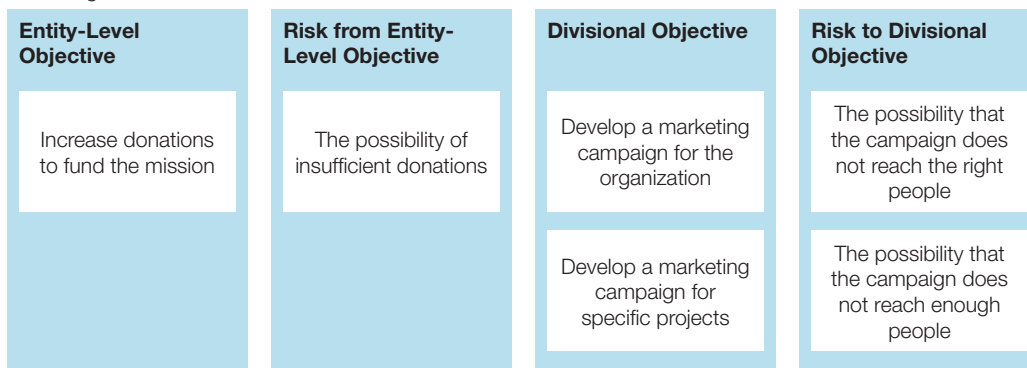 Entity-Level
Objective
Increase donations
to fund the mission
Risk from Entity-
Level Objective
The possibility of
insufficient donations
Divisional Objective
Develop a marketing
campaign for the
organization
Develop a marketing
campaign for
specific projects
Risk to Divisional
Objective
The possibility that
the campaign does
not reach the right
people
The possibility that
the campaign does
not reach enough
people